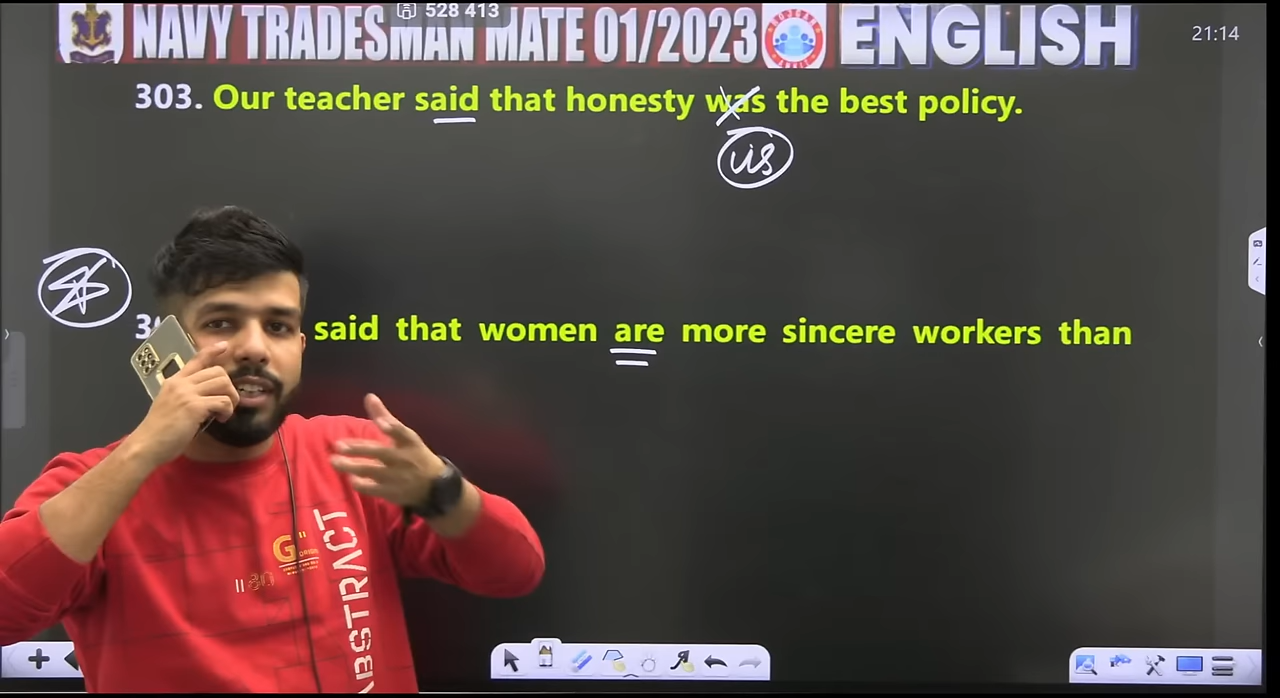 528 413
NAVY TRADESMAN MATE 01/2023 ENGLISH
21:14
303. Our teacher said that honesty was the best policy.
is
said that women are more sincere workers than
G
ABSTRACT